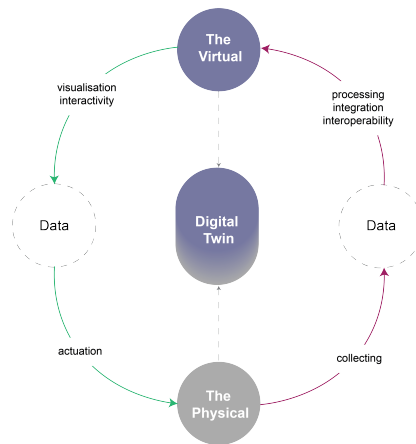 The
Virtual
visualisation
interactivity
processing
integration
interoperability
Data
Digital
Twin
Data
actuation
collecting
The
Physical